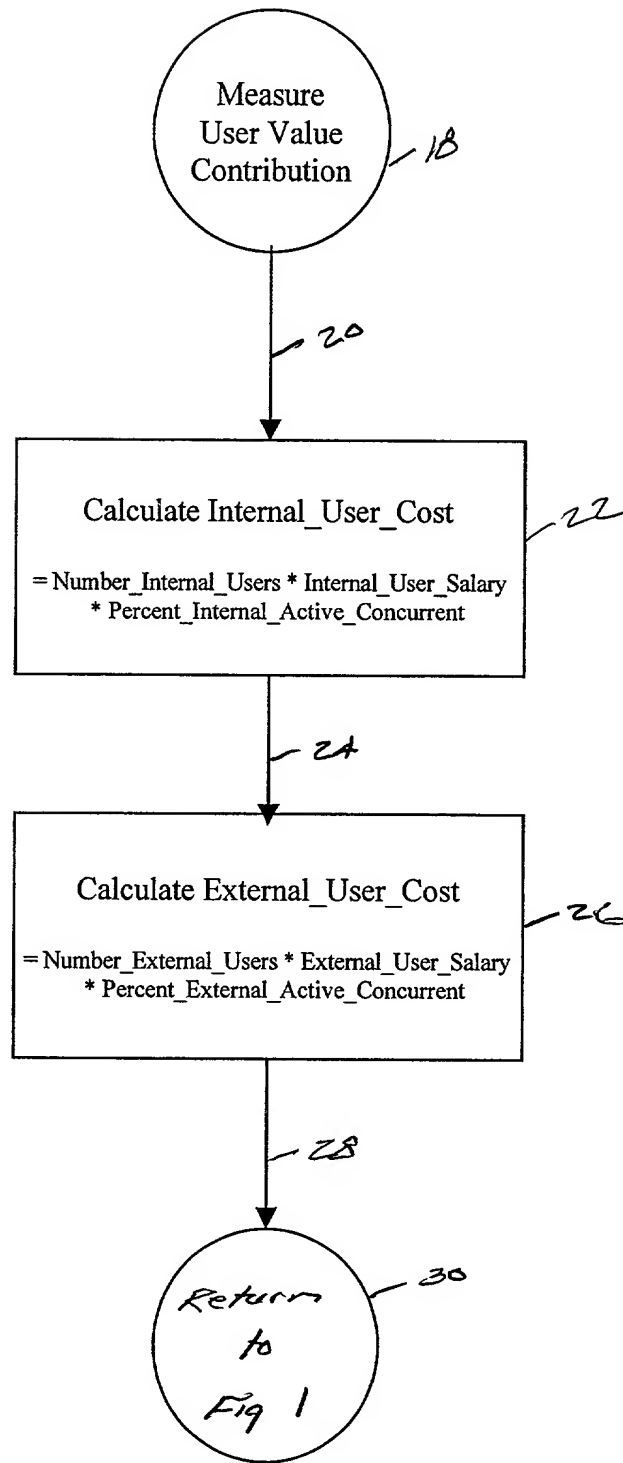 Measure
User Value
Contribution
18
20
Calculate Internal_User_Cost
22
= Number_Internal_Users * Internal_User_Salary
* Percent_Internal_Active_Concurrent
24
Calculate External_User_Cost
26
= Number_External_Users * External_User_Salary
* Percent_External_Active_Concurrent
28
30
Return
to
Fig 1